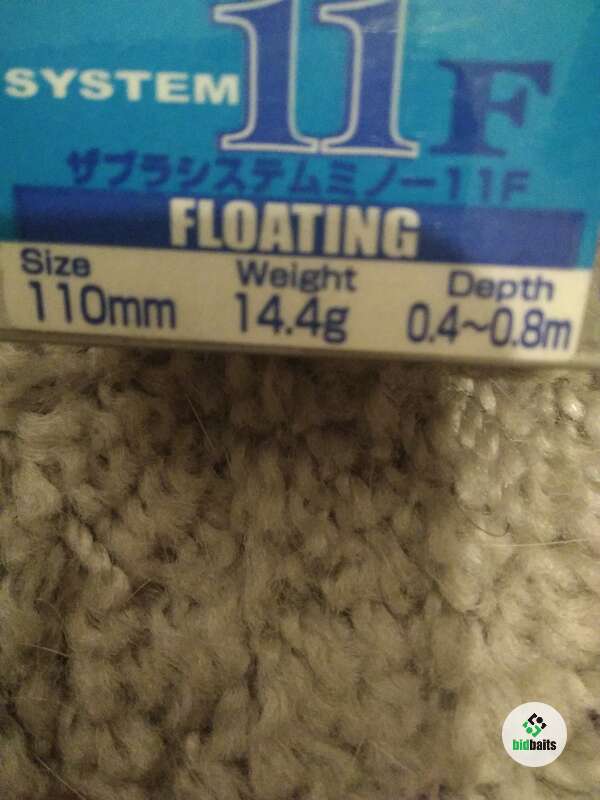 SYSTEM 11F
ザブラシステムミノー11F
FLOATING
Size Weight Depth
110mm 14.4g 0.4~0.8m
bidbaits